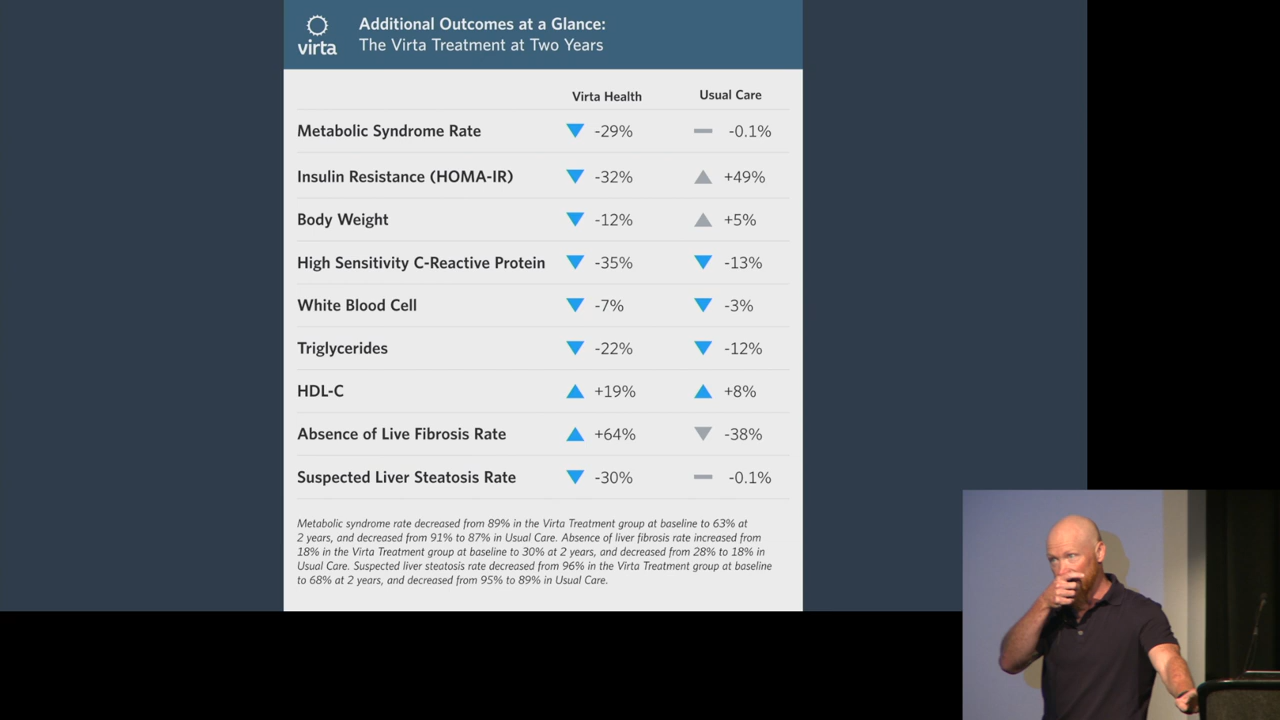 virta
Additional Outcomes at a Glance:
The Virta Treatment at Two Years
Virta Health Usual Care
Metabolic Syndrome Rate -29% -0.1%
Insulin Resistance (HOMA-IR) -32% +49%
Body Weight -12% +5%
High Sensitivity C-Reactive Protein -35% -13%
White Blood Cell -7% -3%
Triglycerides -22% -12%
HDL-C +19% +8%
Absence of Live Fibrosis Rate +64% -38%
Suspected Liver Steatosis Rate -30% -0.1%
Metabolic syndrome rate decreased from 89% in the Virta Treatment group at baseline to 63% at
2 years, and decreased from 91% to 87% in Usual Care. Absence of liver fibrosis rate increased from
18% in the Virta Treatment group at baseline to 30% at 2 years, and decreased from 28% to 18% in
Usual Care. Suspected liver steatosis rate decreased from 96% in the Virta Treatment group at baseline
to 68% at 2 years, and decreased from 95% to 89% in Usual Care.